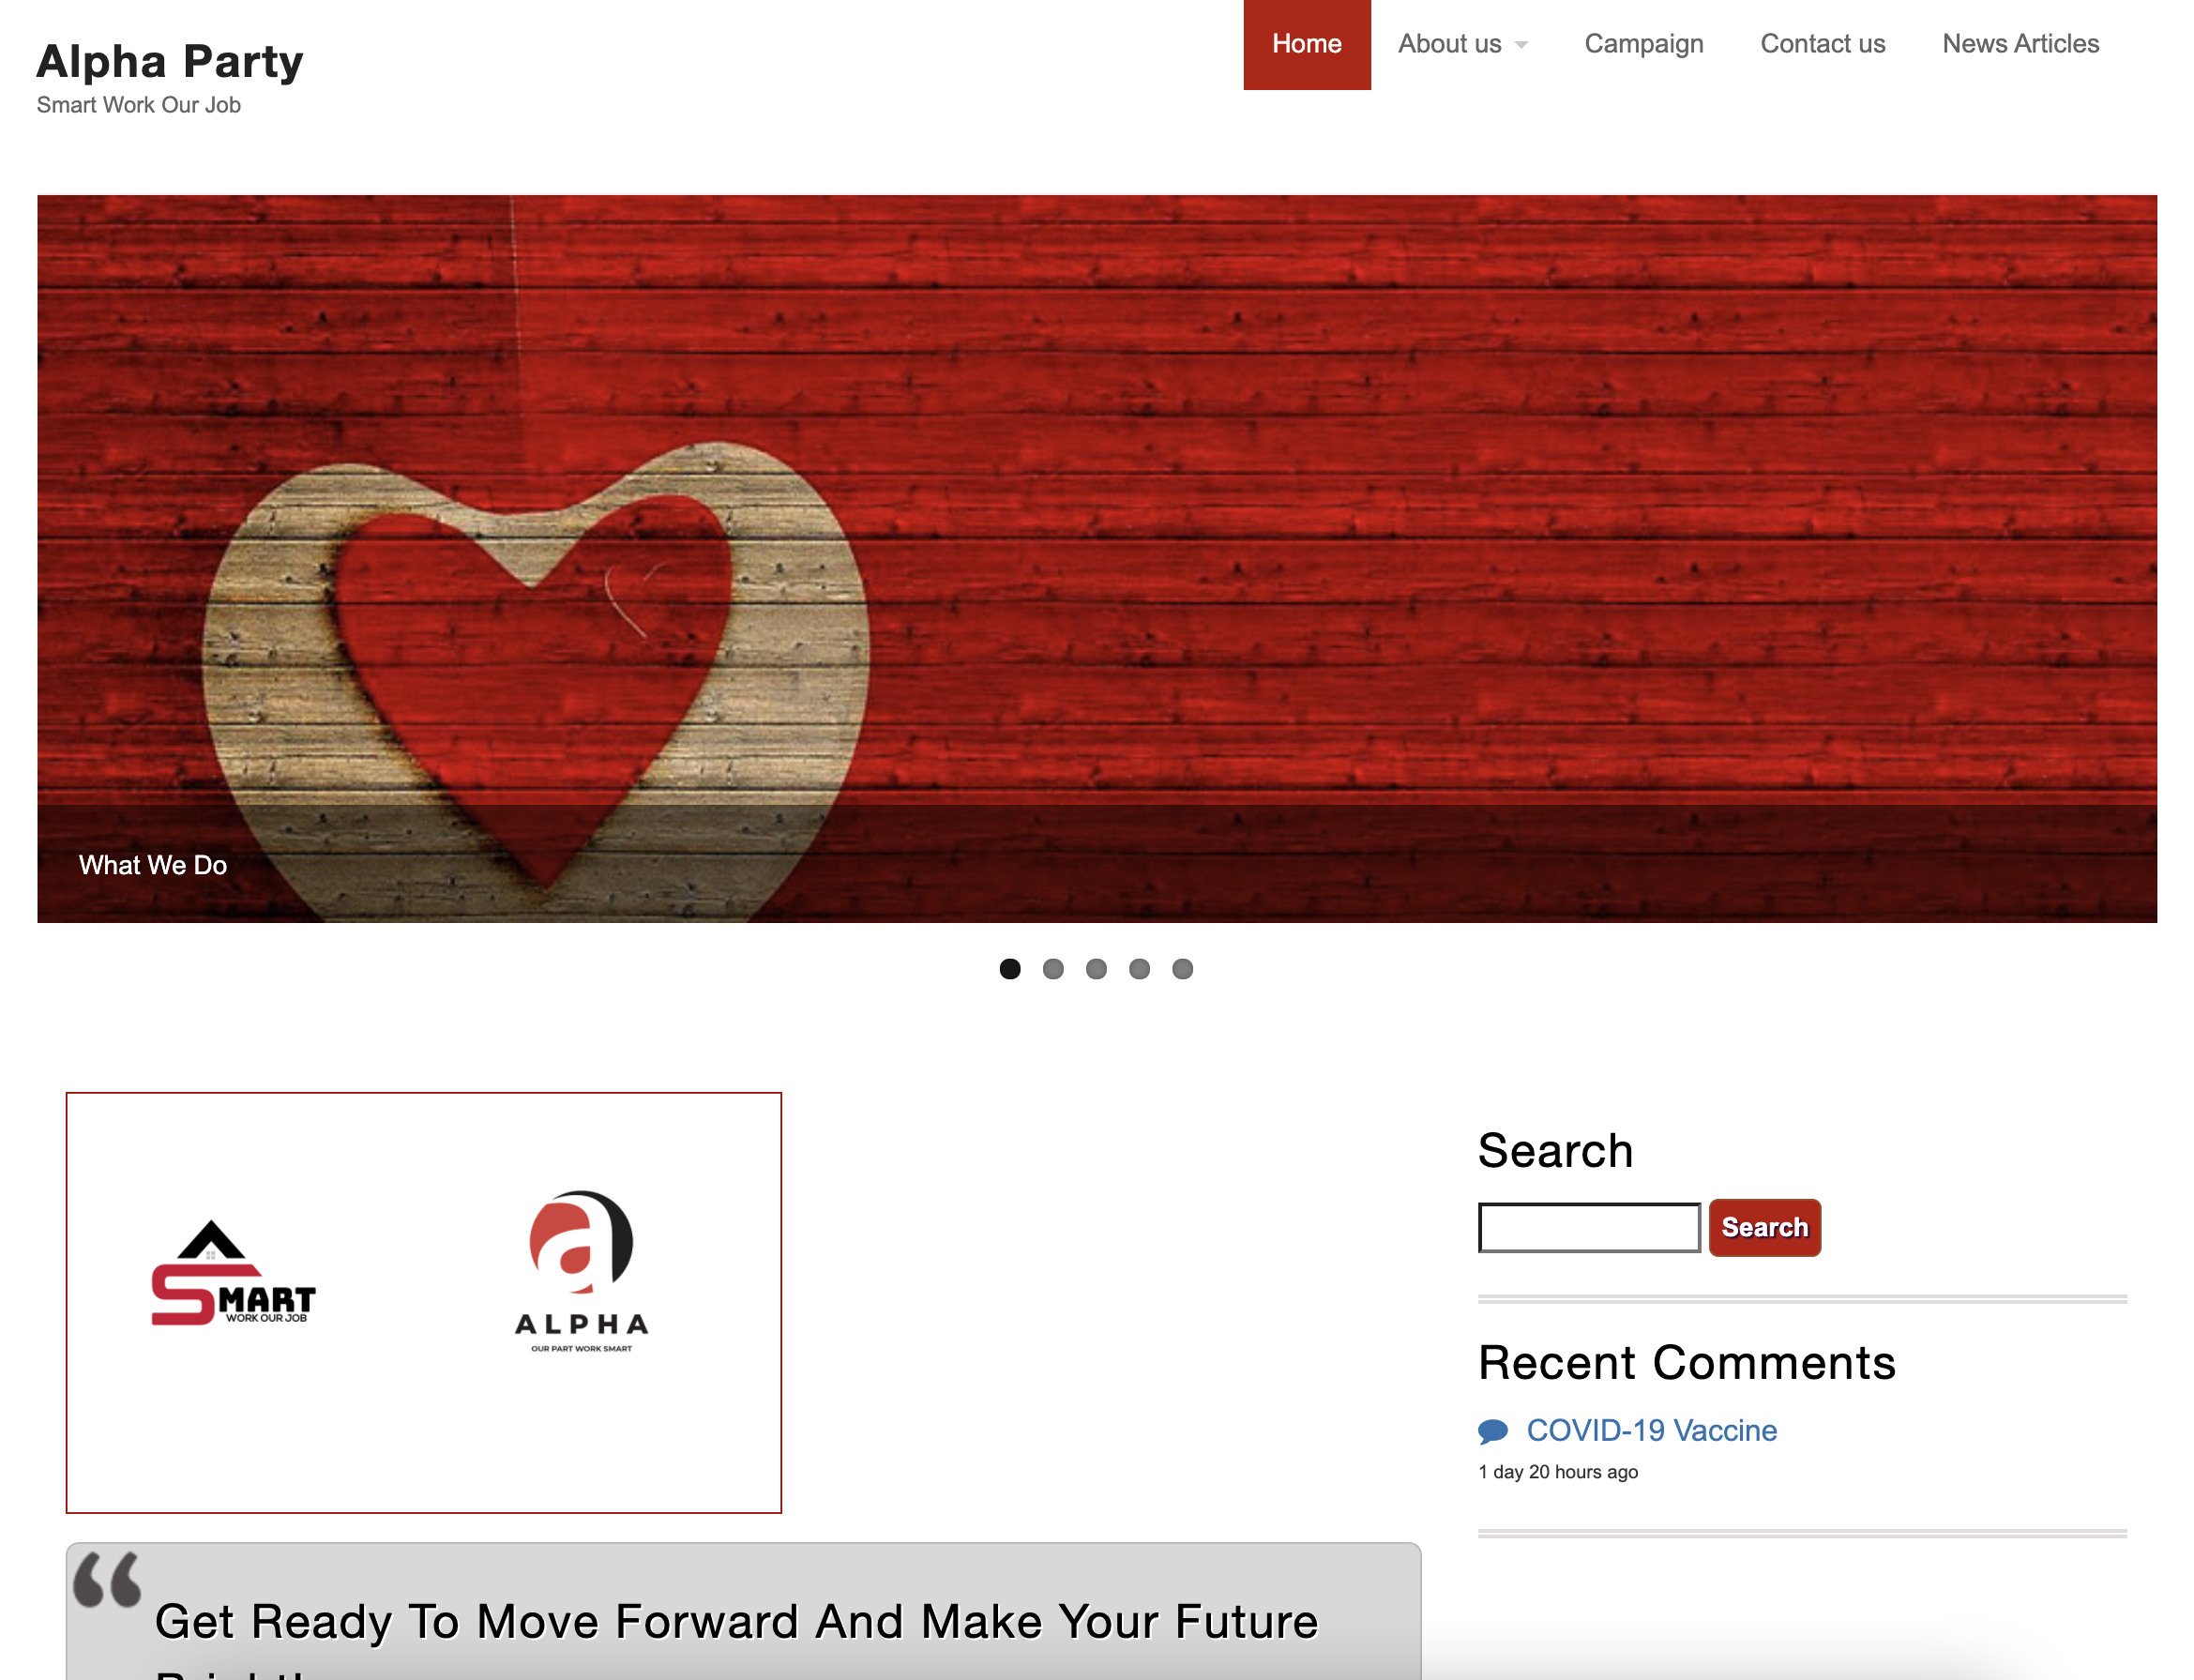 Alpha Party
Smart Work Our Job
Home
About us
Campaign
Contact us
News Articles
What We Do
SMART
WORK OUR JOB
ALPHA
OUR PART WORK SMART
Search
Search
Recent Comments
COVID-19 Vaccine
1 day 20 hours ago
“
Get Ready To Move Forward And Make Your Future